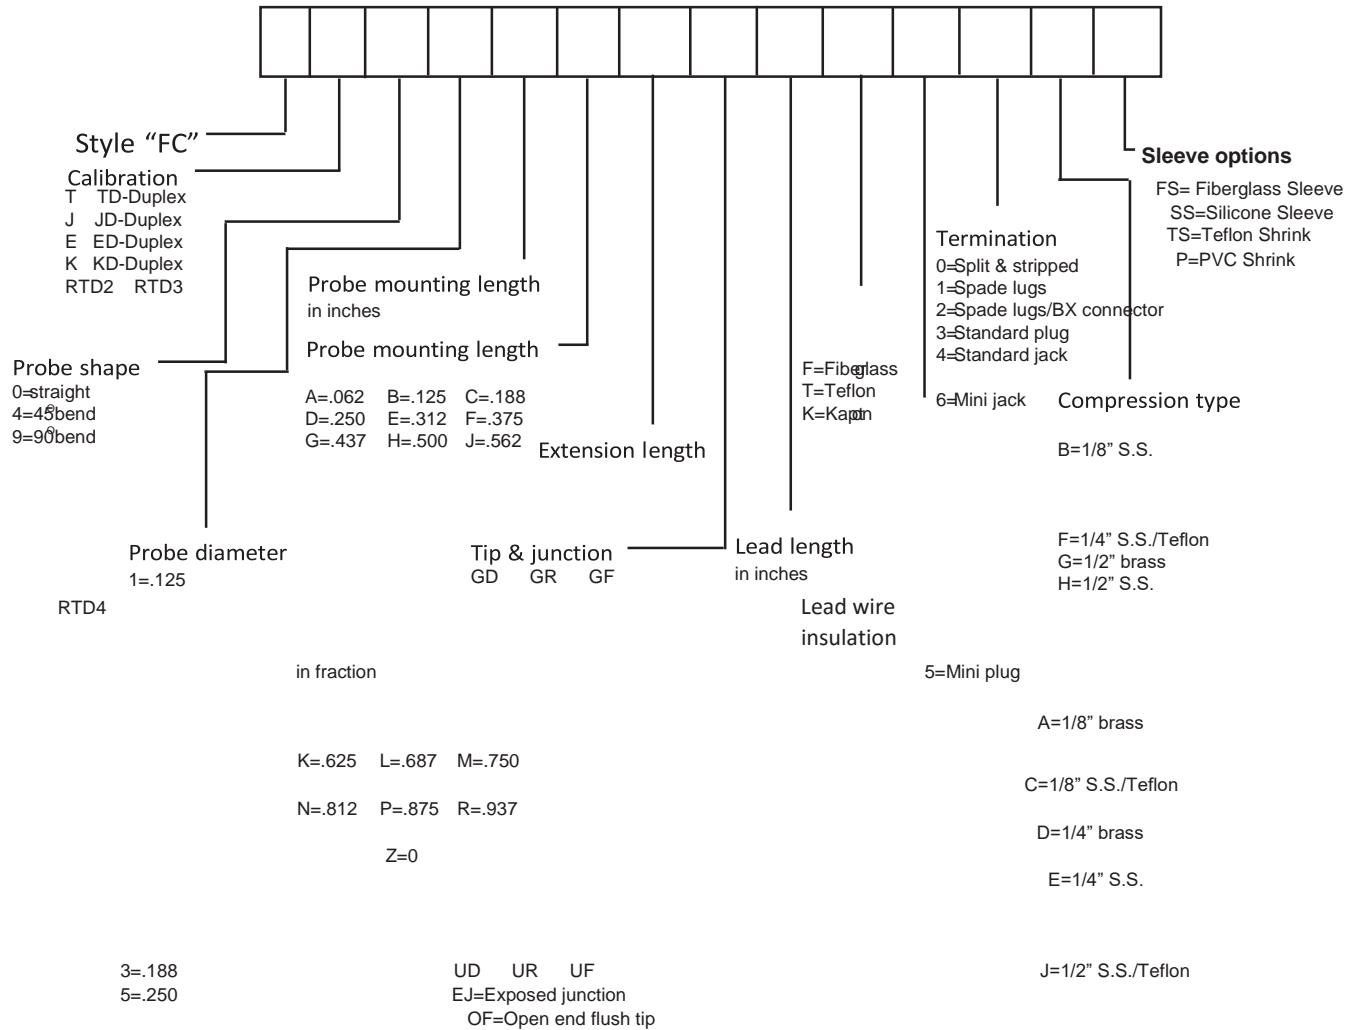 Style “FC”
Calibration
T TD-Duplex
J JD-Duplex
E ED-Duplex
K KD-Duplex
RTD2 RTD3
Probe shape
0=straight
4=45°bend
9=90°bend
Probe mounting length
in inches
Probe mounting length
A=.062 B=.125 C=.188
D=.250 E=.312 F=.375
G=.437 H=.500 J=.562
Extension length
Sleeve options
FS= Fiberglass Sleeve
SS=Silicone Sleeve
TS=Teflon Shrink
P=PVC Shrink
Termination
0=Split & stripped
1=Spade lugs
2=Spade lugs/BX connector
3=Standard plug
4=Standard jack
6=Mini jack
F=Fiberglass
T=Teflon
K=Kapton
Compression type
B=1/8” S.S.
F=1/4” S.S./Teflon
G=1/2” brass
H=1/2” S.S.
Probe diameter
1=.125
RTD4
Tip & junction
GD GR GF
Lead length
in inches
Lead wire
insulation
in fraction
5=Mini plug
A=1/8” brass
K=.625 L=.687 M=.750
C=1/8” S.S./Teflon
N=.812 P=.875 R=.937
D=1/4” brass
Z=0
E=1/4” S.S.
3=.188
5=.250
UD UR UF
EJ=Exposed junction
OF=Open end flush tip
J=1/2” S.S./Teflon